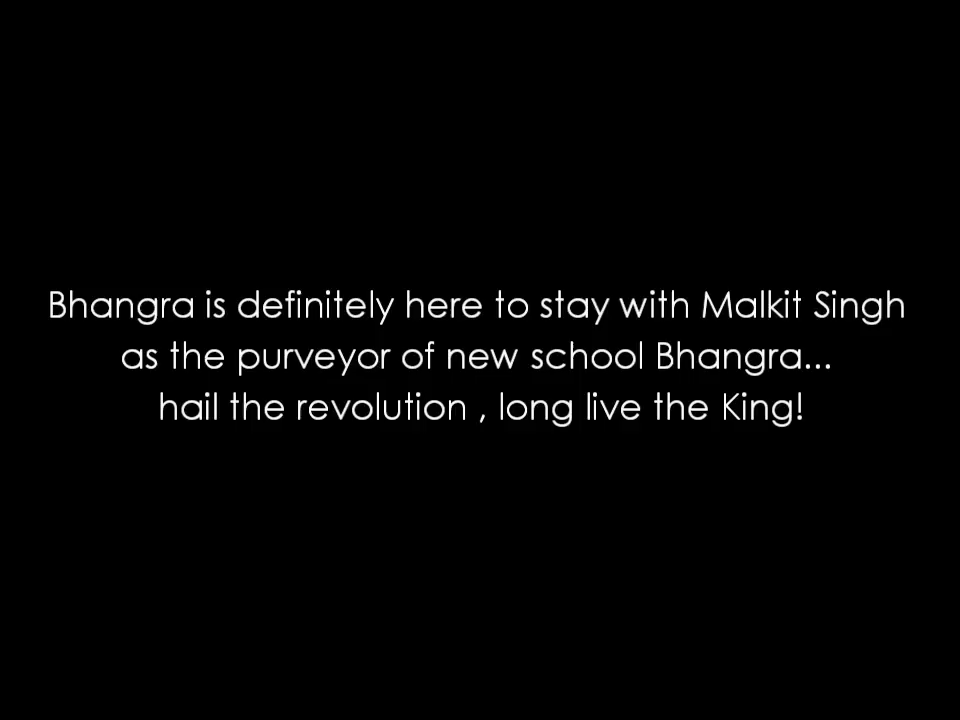 Bhangra is definitely here to stay with Malkit Singh
as the purveyor of new school Bhangra...
hail the revolution , long live the King!